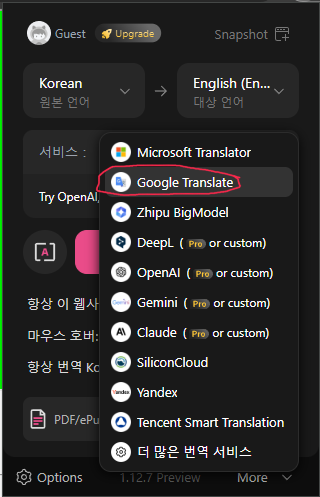 Guest
Upgrade
Snapshot
Korean
원본 언어
English (En...
대상 언어
서비스 :
Microsoft Translator
Google Translate
Try OpenAI,
Zhipu BigModel
DeepL ( Pro or custom)
OpenAI ( Pro or custom)
Gemini ( Pro or custom)
항상 이 웹사
Claude ( Pro or custom)
마우스 호버:
SiliconCloud
항상 번역 Ko
Yandex
PDF/ePu
Tencent Smart Translation
더 많은 번역 서비스
Options
1.12.7 Preview
More